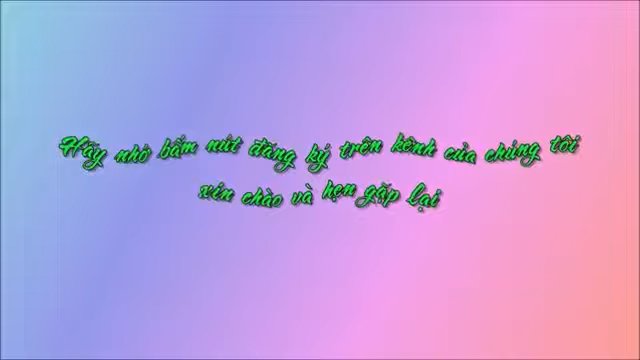 Hãy nhớ bấm nút đăng ký trên kênh của chúng tôi
xin chào và hẹn gặp lại